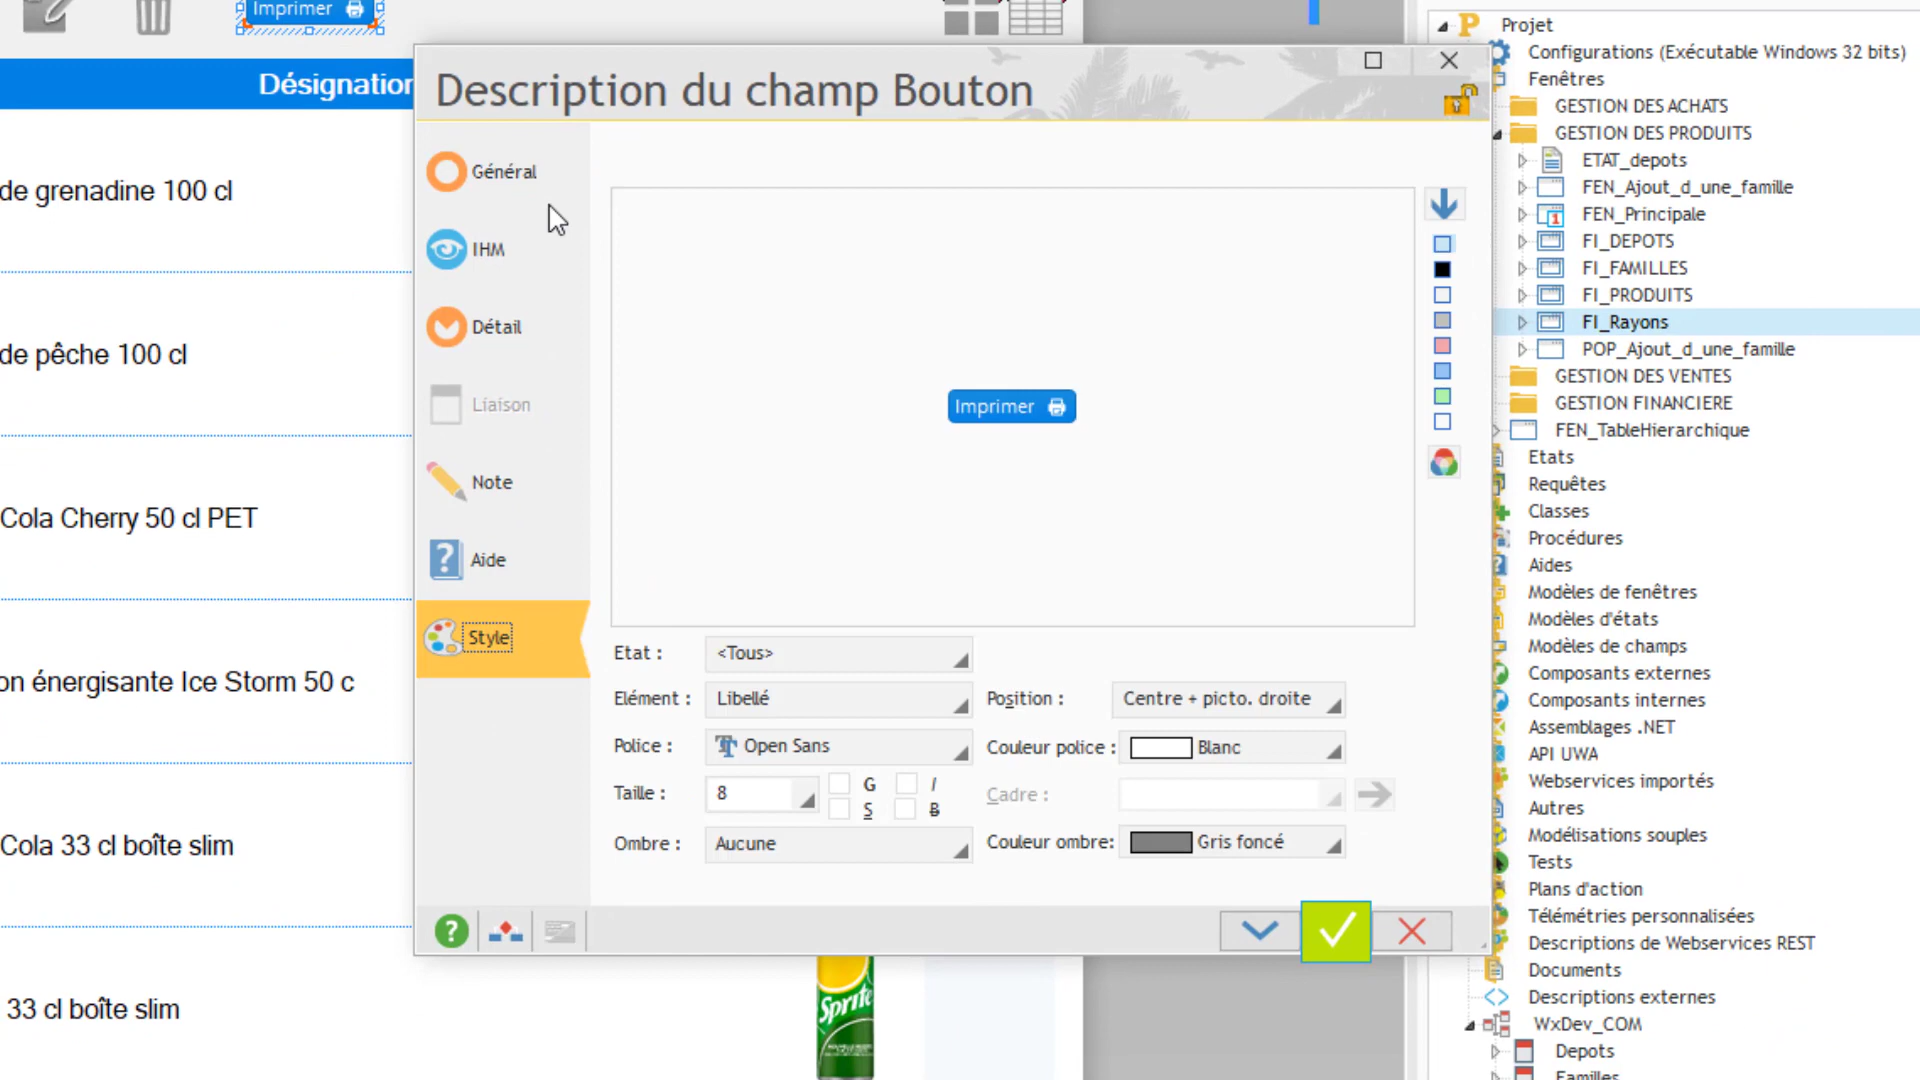 Imprimer
Désignation
de grenadine 100 cl
de pêche 100 cl
Cola Cherry 50 cl PET
on énergisante Ice Storm 50 c
Cola 33 cl boîte slim
33 cl boîte slim
Sprite
Description du champ Bouton
Général
IHM
Détail
Liaison
Note
Aide
Style
Imprimer
Etat : <Tous>
Elément : Libellé Position : Centre + picto. droite
Police : Open Sans Couleur police : Blanc
Taille : 8 G I S B Cadre :
Ombre : Aucune Couleur ombre: Gris foncé
Projet
Configurations (Exécutable Windows 32 bits)
Fenêtres
GESTION DES ACHATS
GESTION DES PRODUITS
ETAT_depots
FEN_Ajout_d_une_famille
FEN_Principale
FI_DEPOTS
FI_FAMILLES
FI_PRODUITS
FI_Rayons
POP_Ajout_d_une_famille
GESTION DES VENTES
GESTION FINANCIERE
FEN_TableHierarchique
Etats
Requêtes
Classes
Procédures
Aides
Modèles de fenêtres
Modèles d'états
Modèles de champs
Composants externes
Composants internes
Assemblages .NET
API UWA
Webservices importés
Autres
Modélisations souples
Tests
Plans d'action
Télémétries personnalisées
Descriptions de Webservices REST
Documents
Descriptions externes
WxDev_COM
Depots
Familles